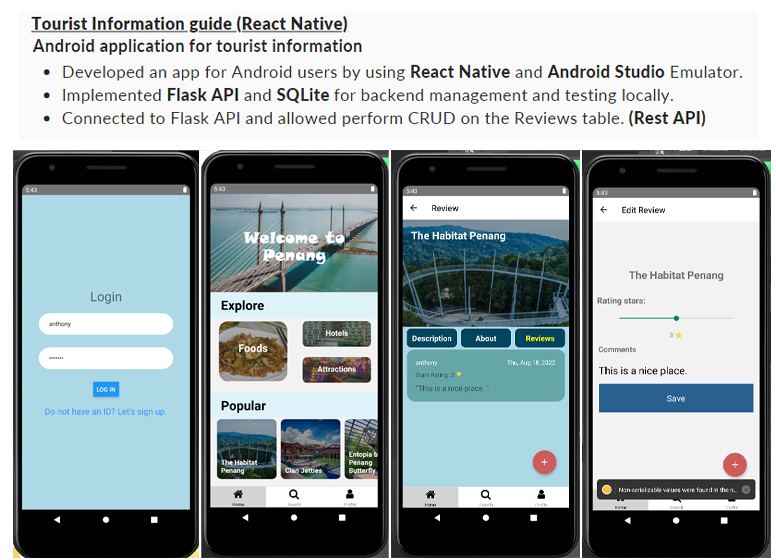 Tourist Information guide (React Native)
Android application for tourist information
• Developed an app for Android users by using React Native and Android Studio Emulator.
• Implemented Flask API and SQLite for backend management and testing locally.
• Connected to Flask API and allowed perform CRUD on the Reviews table. (Rest API)
5:43
Login
anthony
•••••••
LOG IN
Do not have an ID? Let's sign up.
5:43
Welcome to
Penang
Explore
Foods
Hotels
Attractions
Popular
The Habitat
Penang
Clan Jetties
Entopia b
Penang
Butterfly
Home
Search
Profile
5:43
← Review
The Habitat Penang
Description
About
Reviews
anthony
Thu, Aug 18, 2022
Stars Rating: 3
"This is a nice place. "
+
Home
Search
Profile
5:43
← Edit Review
The Habitat Penang
Rating stars:
3
Comments
This is a nice place.
Save
+
Non-serializable values were found in the n...
Home
Profile